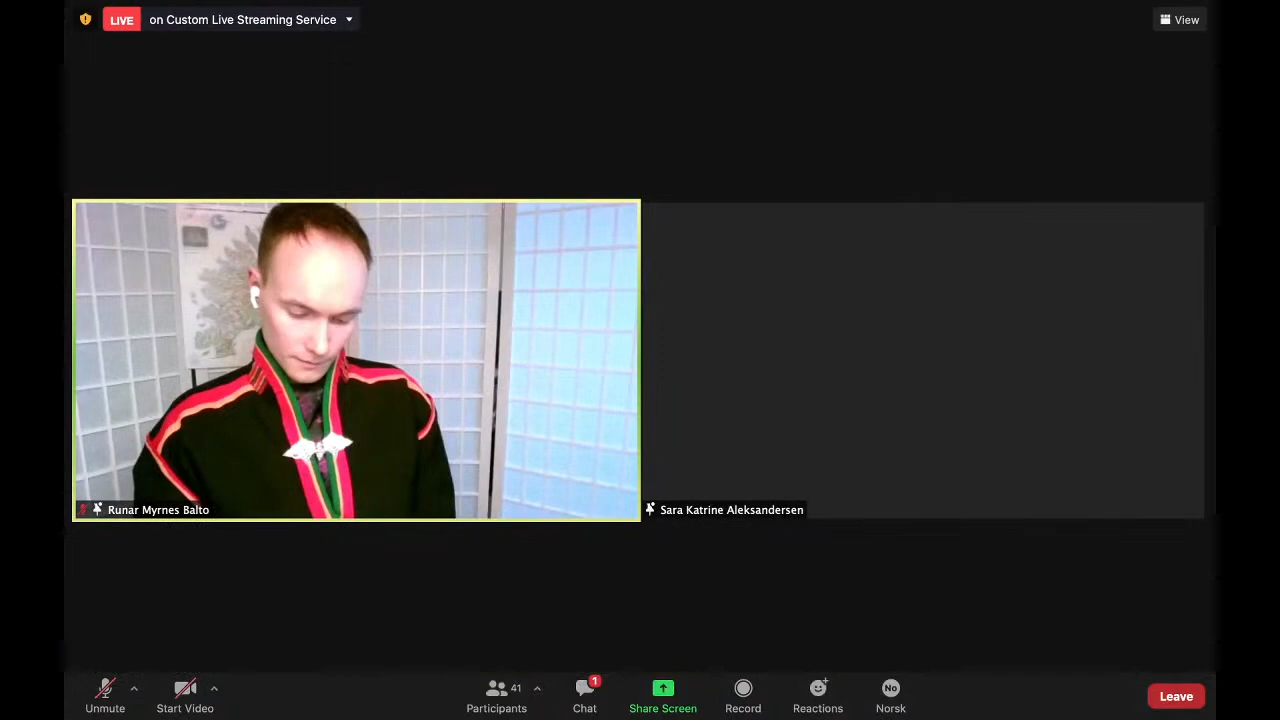 LIVE on Custom Live Streaming Service
View
Runar Myrnes Balto
Sara Katrine Aleksandersen
41
1
No
Unmute
Start Video
Participants
Chat
Share Screen
Record
Reactions
Norsk
Leave